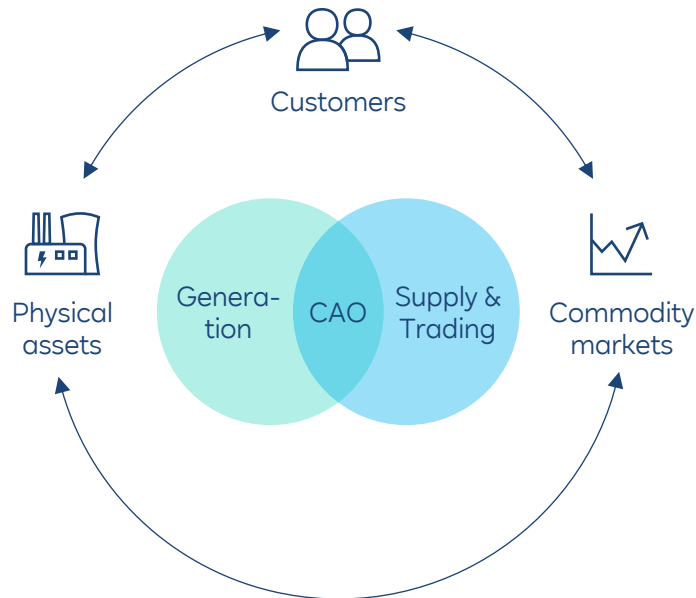 Customers
Physical
assets
Genera-
tion
CAO
Supply &
Trading
Commodity
markets